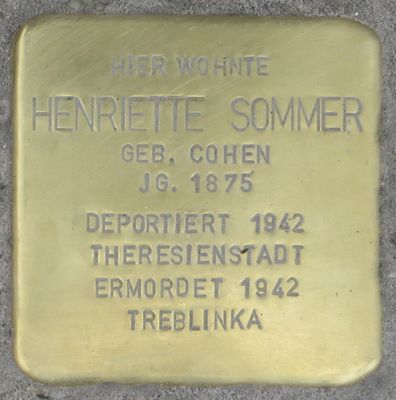 HIER WOHNTE
HENRIETTE SOMMER
GEB. COHEN
JG. 1875
DEPORTIERT 1942
THERESIENSTADT
ERMORDET 1942
TREBLINKA